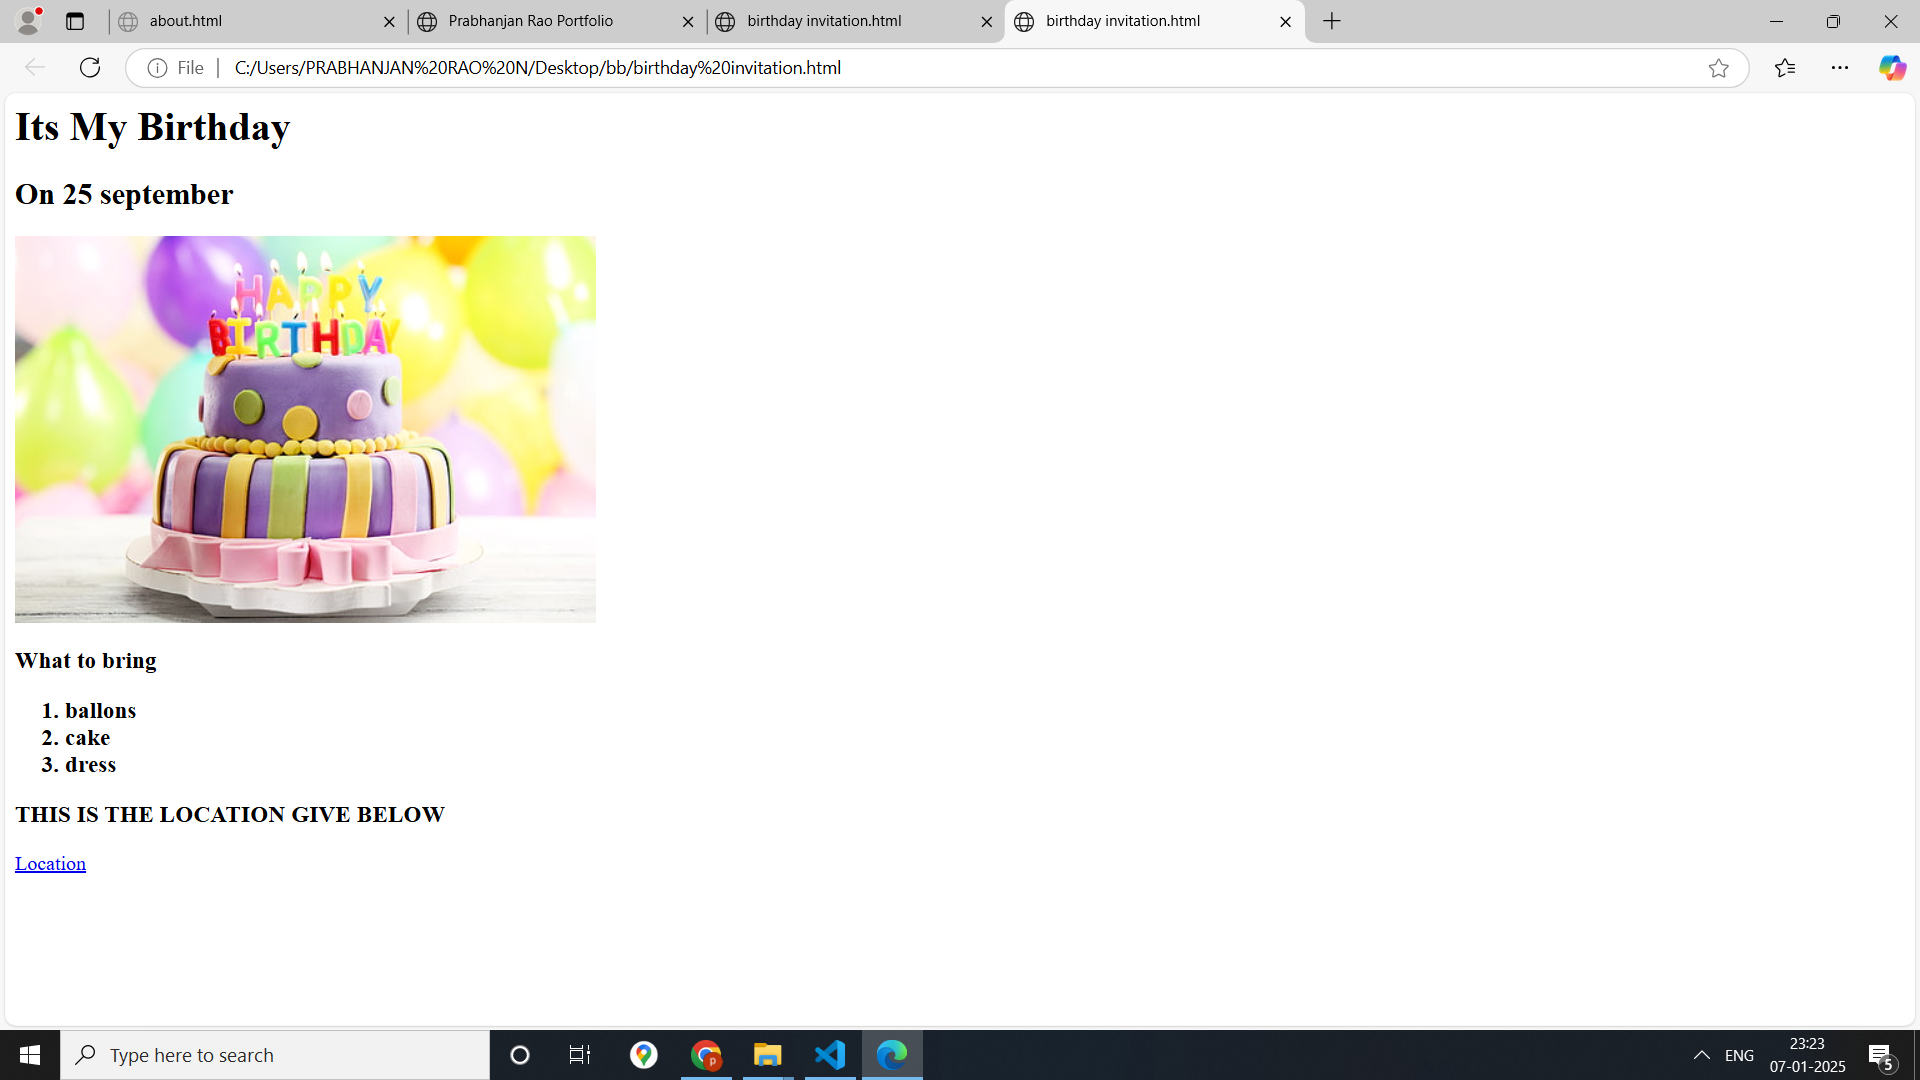 about.html
Prabhanjan Rao Portfolio
birthday invitation.html
birthday invitation.html
File
C:/Users/PRABHANJAN%20RAO%20N/Desktop/bb/birthday%20invitation.html
Its My Birthday
On 25 september
HAPPY
BIRTHDAY
What to bring
1. ballons
2. cake
3. dress
THIS IS THE LOCATION GIVE BELOW
Location
Type here to search
p
ENG
23:23
07-01-2025
5